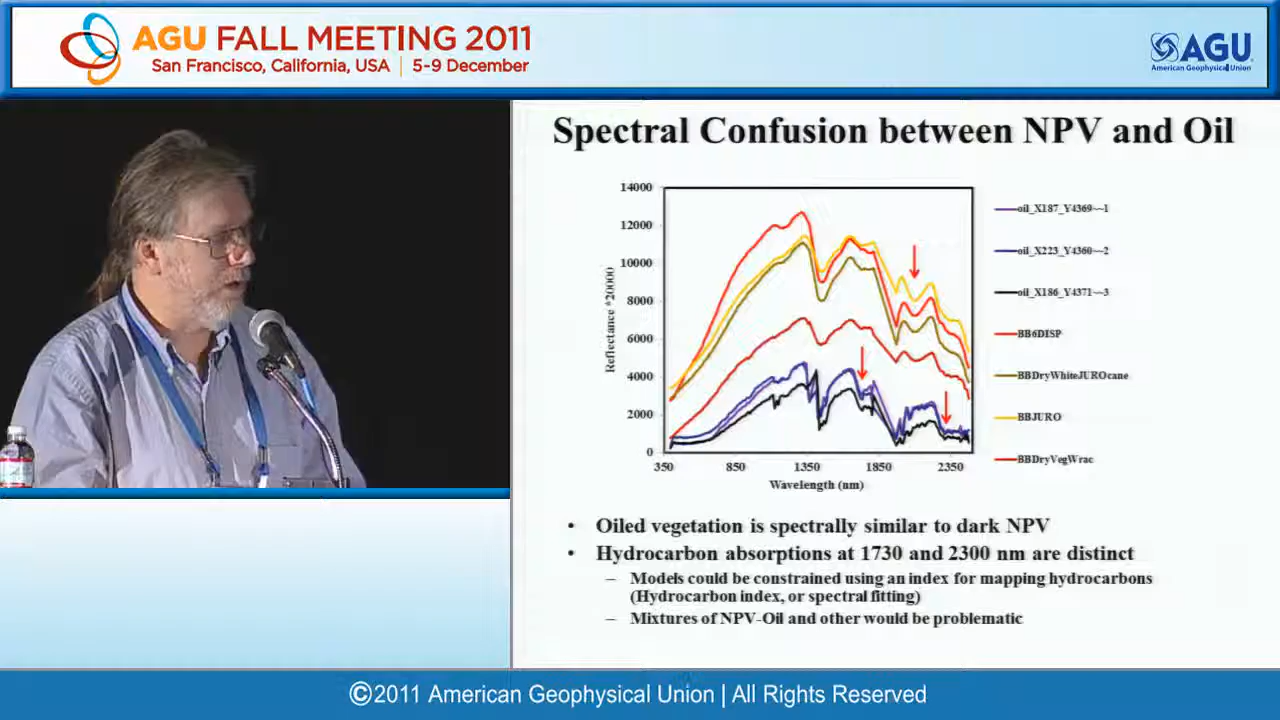 AGU FALL MEETING 2011
San Francisco, California, USA | 5-9 December
AGU
American Geophysical Union
Spectral Confusion between NPV and Oil
14000
12000
10000
8000
6000
4000
2000
0
350 850 1350 1850 2350
Reflectance *20000
Wavelength (nm)
oil_X187_Y4369~~1
oil_X223_Y4360~~2
oil_X186_Y4371~~3
BB6DISP
BBDryWhiteJUROcane
BBJURO
BBDryVegWrac
• Oiled vegetation is spectrally similar to dark NPV
• Hydrocarbon absorptions at 1730 and 2300 nm are distinct
– Models could be constrained using an index for mapping hydrocarbons
(Hydrocarbon index, or spectral fitting)
– Mixtures of NPV-Oil and other would be problematic
©2011 American Geophysical Union | All Rights Reserved